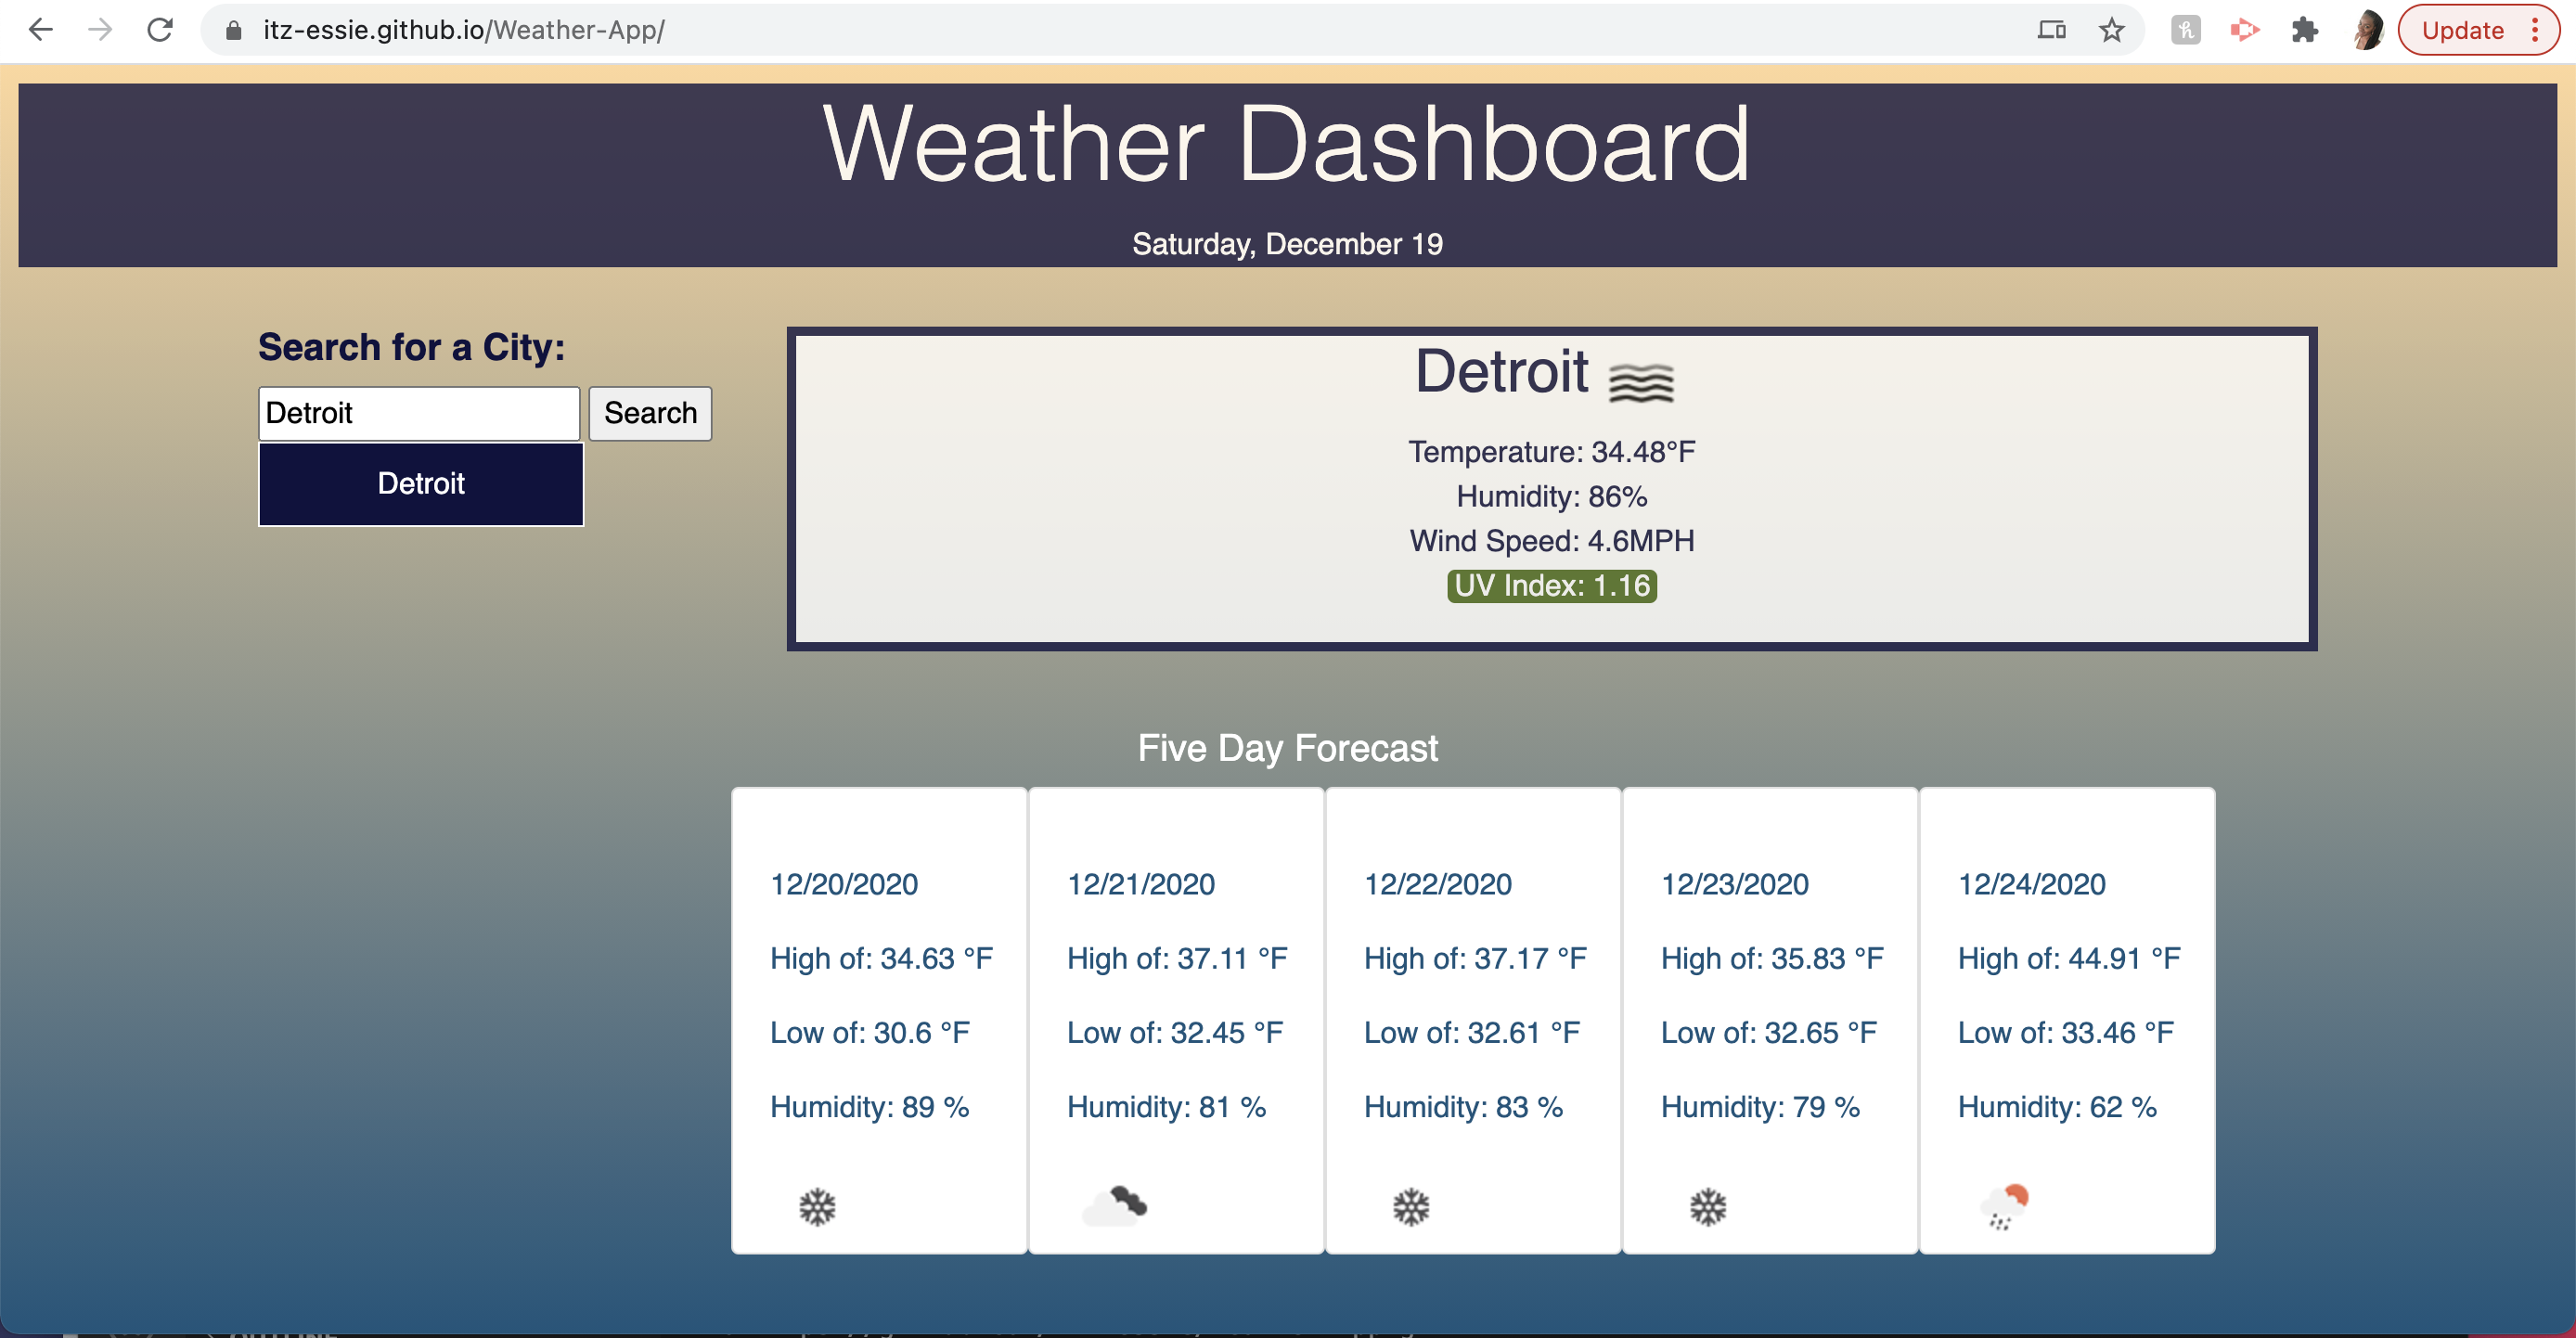 itz-essie.github.io/Weather-App/
Update
Weather Dashboard
Saturday, December 19
Search for a City:
Detroit
Search
Detroit
Detroit
Temperature: 34.48°F
Humidity: 86%
Wind Speed: 4.6MPH
UV Index: 1.16
Five Day Forecast
12/20/2020
High of: 34.63 °F
Low of: 30.6 °F
Humidity: 89 %
12/21/2020
High of: 37.11 °F
Low of: 32.45 °F
Humidity: 81 %
12/22/2020
High of: 37.17 °F
Low of: 32.61 °F
Humidity: 83 %
12/23/2020
High of: 35.83 °F
Low of: 32.65 °F
Humidity: 79 %
12/24/2020
High of: 44.91 °F
Low of: 33.46 °F
Humidity: 62 %